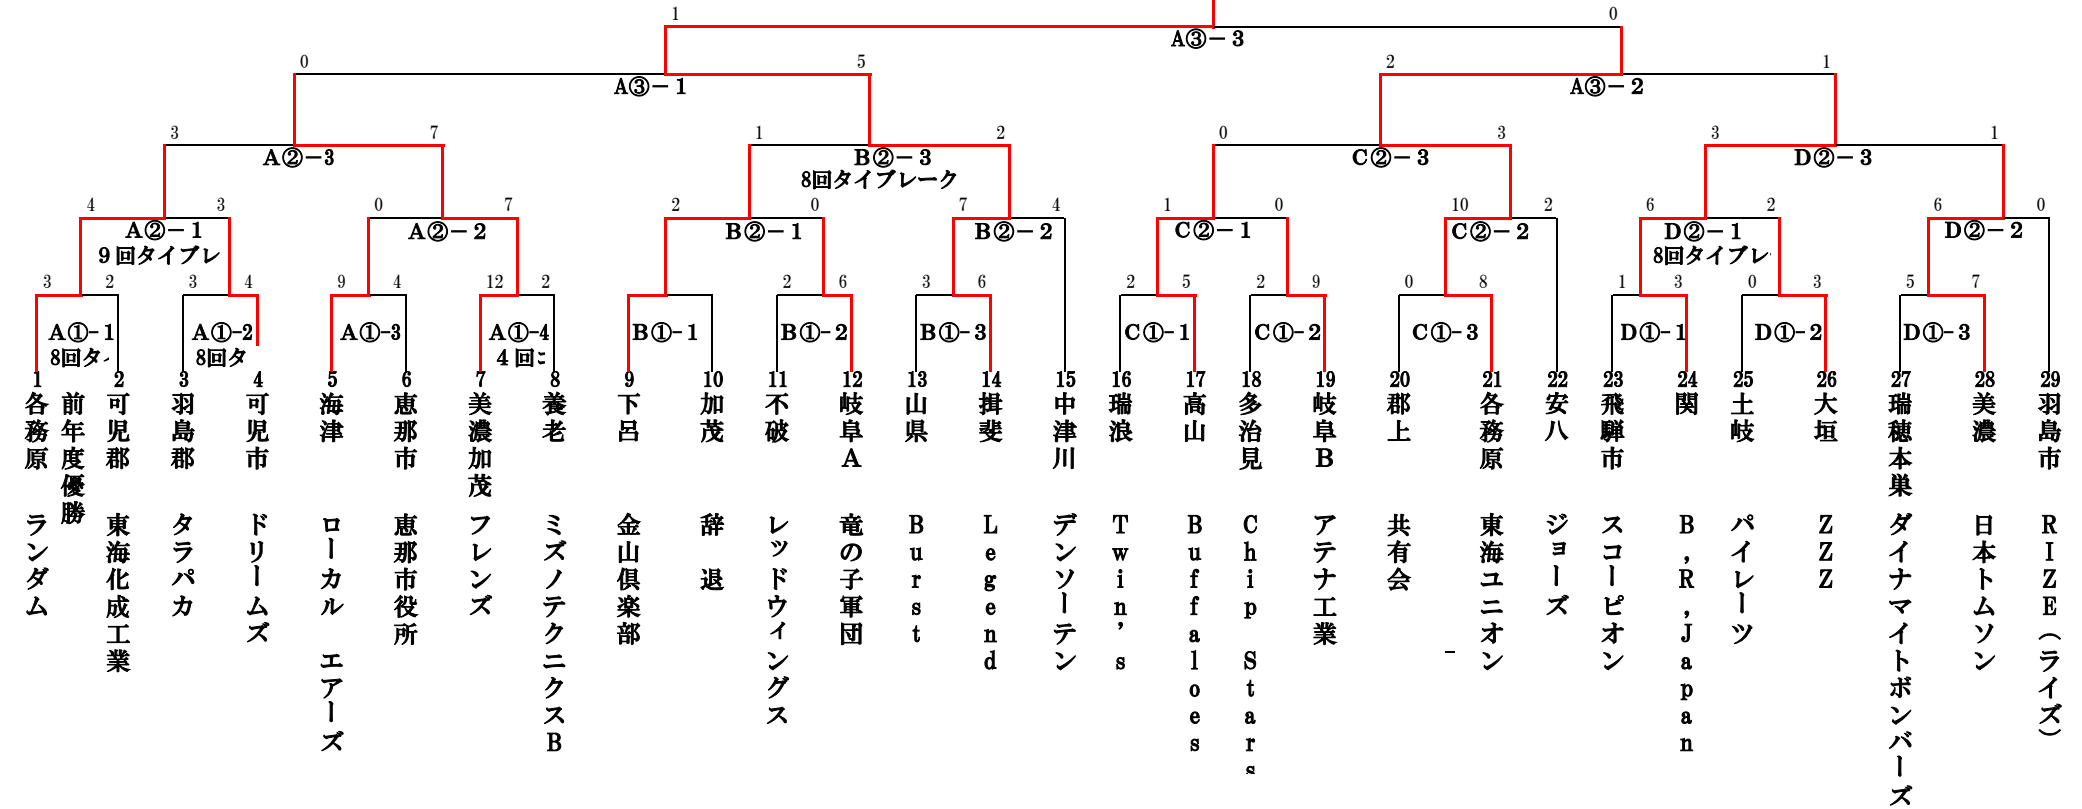 1 0
A③－3
0 5 2 1
A③－1 A③－2
3 7 1 2 0 3 3 1
A②－3 B②－3 C②－3 D②－3
8回タイブレーク
4 3 0 7 2 0 7 4 1 0 10 2 6 2 6 0
A②－1 A②－2 B②－1 B②－2 C②－1 C②－2 D②－1 D②－2
9回タイブレ 8回タイブレ
3 2 3 4 9 4 12 2 2 6 3 6 2 5 2 9 0 8 1 3 0 3 5 7
A①-1 A①-2 A①-3 A①-4 B①-1 B①-2 B①-3 C①-1 C①-2 C①-3 D①-1 D①-2 D①-3
8回タ 8回タ 4回
1 2 3 4 5 6 7 8 9 10 11 12 13 14 15 16 17 18 19 20 21 22 23 24 25 26 27 28 29
各務原 ランダム
前年度優勝
可児郡 東海化成工業
羽島郡 タラパカ
可児市 ドリームズ
海津 ローカル エアーズ
恵那市 恵那市役所
美濃加茂 フレンズ
養老 ミズノテクニクスB
下呂 金山倶楽部
加茂 辞退
不破 レッドウィングス
岐阜A 竜の子軍団
山県 Burst
揖斐 Legend
中津川 デンソーテン
瑞浪 Twin's
高山 Buffaloes
多治見 Chip Stars
岐阜B アテナ工業
郡上 共有会
各務原 東海ユニオン
安八 ジョーズ
飛騨市 スコーピオン
関 B,R,Japan
土岐 パイレーツ
大垣 ZZZ
瑞穂本巣 ダイナマイトボンバーズ
美濃 日本トムソン
羽島市 RIZE(ライズ)